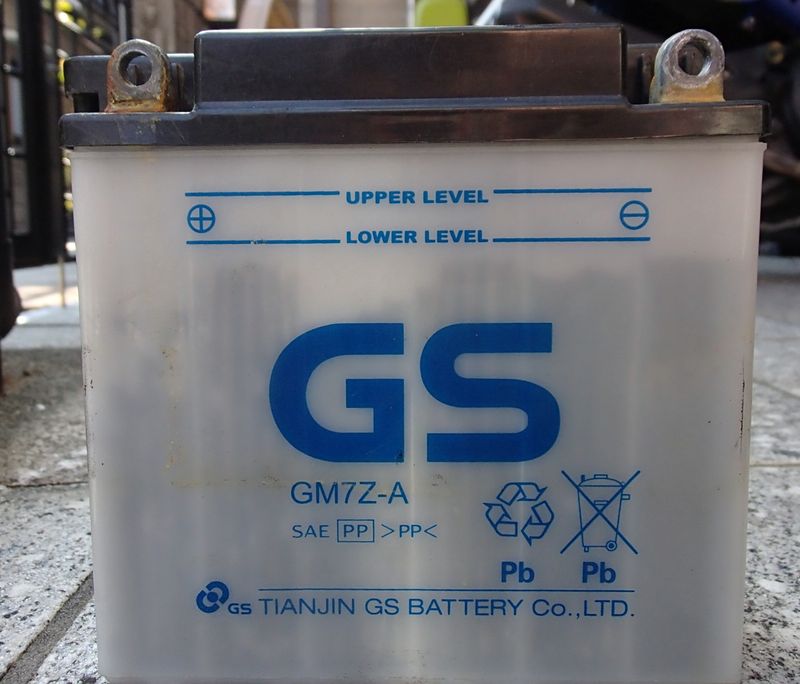 UPPER LEVEL
⊕ ⊖
LOWER LEVEL
GS
GM7Z-A
SAE PP >PP<
Pb Pb
GS TIANJIN GS BATTERY Co.,LTD.